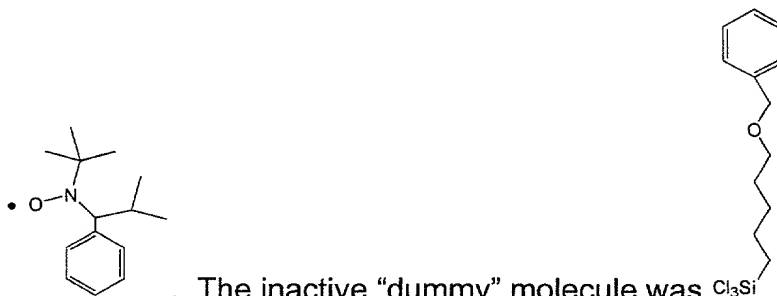 O
O N
. The inactive “dummy” molecule was Cl3Si